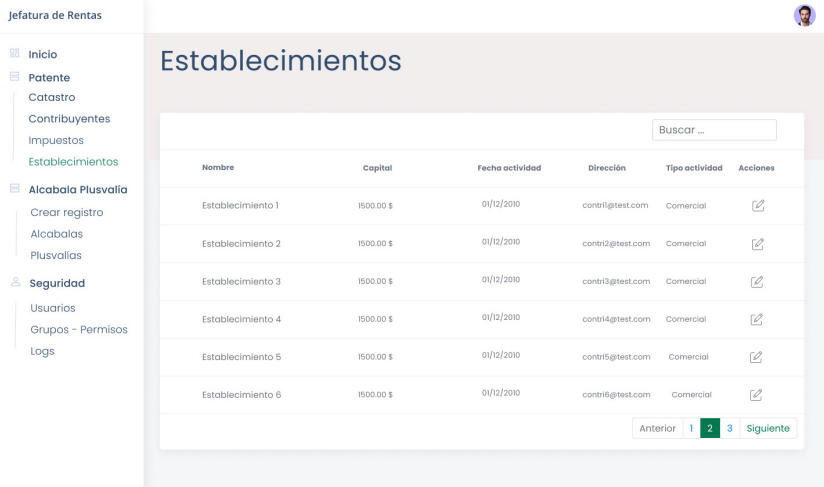 Jefatura de Rentas
Inicio
Patente
Catastro
Contribuyentes
Impuestos
Establecimientos
Alcabala Plusvalía
Crear registro
Alcabalas
Plusvalías
Seguridad
Usuarios
Grupos - Permisos
Logs
Establecimientos
Buscar ...
Nombre Capital Fecha actividad Dirección Tipo actividad Acciones
Establecimiento 1 1500.00 $ 01/12/2010 contri1@test.com Comercial
Establecimiento 2 1500.00 $ 01/12/2010 contri2@test.com Comercial
Establecimiento 3 1500.00 $ 01/12/2010 contri3@test.com Comercial
Establecimiento 4 1500.00 $ 01/12/2010 contri4@test.com Comercial
Establecimiento 5 1500.00 $ 01/12/2010 contri5@test.com Comercial
Establecimiento 6 1500.00 $ 01/12/2010 contri6@test.com Comercial
Anterior 1 2 3 Siguiente